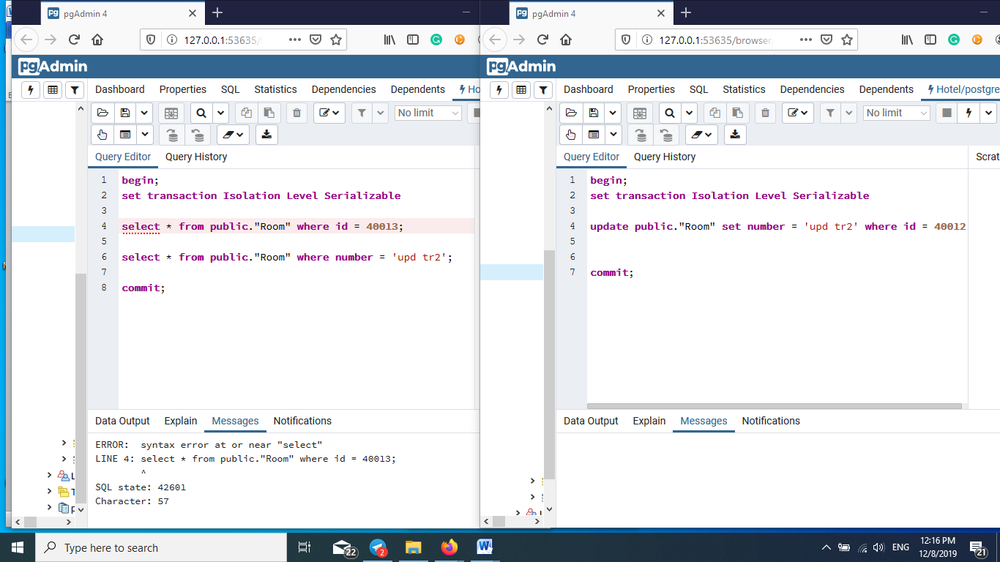 pgAdmin 4
127.0.0.1:53635/
pgAdmin
Dashboard Properties SQL Statistics Dependencies Dependents Ho
No limit
Query Editor Query History
1 begin;
2 set transaction Isolation Level Serializable
3
4 select * from public."Room" where id = 40013;
5
6 select * from public."Room" where number = 'upd tr2';
7
8 commit;
Data Output Explain Messages Notifications
ERROR: syntax error at or near "select"
LINE 4: select * from public."Room" where id = 40013;
^
SQL state: 42601
Character: 57
L
T
p
pgAdmin 4
127.0.0.1:53635/browser
pgAdmin
Dashboard Properties SQL Statistics Dependencies Dependents Hotel/postgre
No limit
Query Editor Query History Scrat
1 begin;
2 set transaction Isolation Level Serializable
3
4 update public."Room" set number = 'upd tr2' where id = 40012
5
6
7 commit;
Data Output Explain Messages Notifications
Type here to search
22
2
W
ENG
12:16 PM
12/8/2019
21